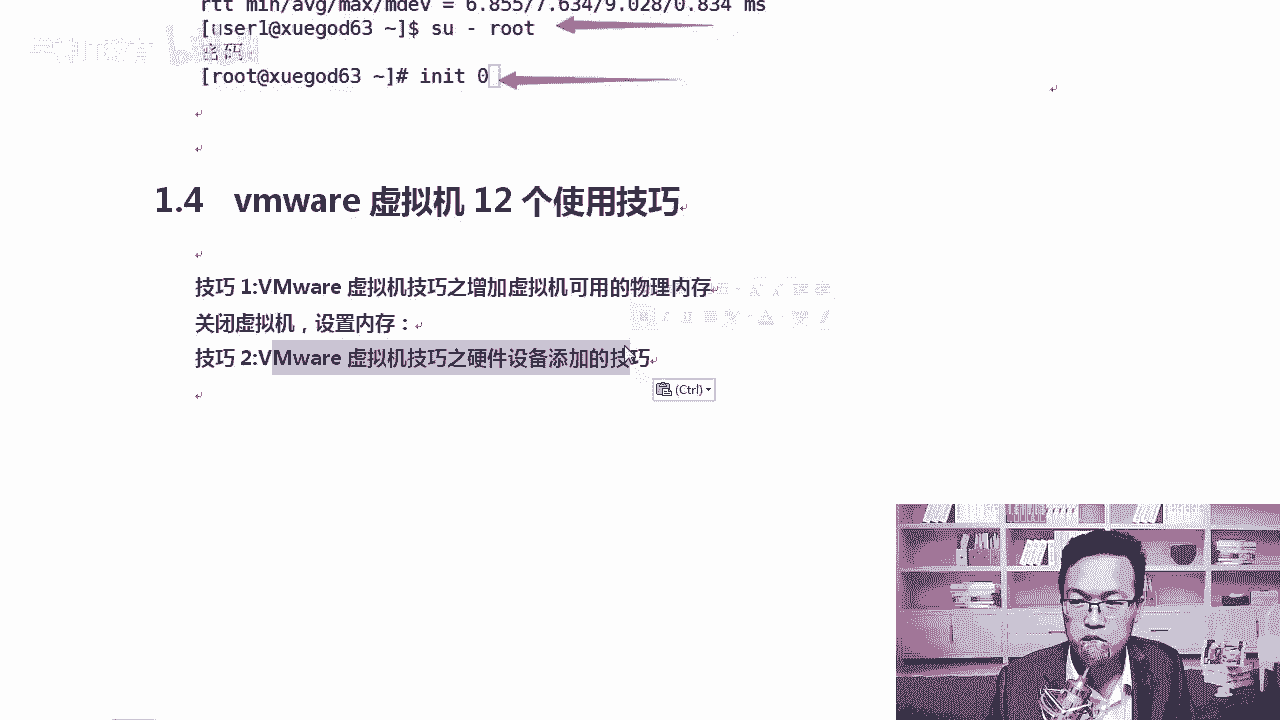 rtt min/avg/max/mdev = 6.855/7.634/9.028/0.834 ms
[user1@xuegod63 ~]$ su - root
密码
[root@xuegod63 ~]# init 0
1.4 vmware 虚拟机 12 个使用技巧
技巧 1:VMware 虚拟机技巧之增加虚拟机可用的物理内存
关闭虚拟机，设置内存：
技巧 2:VMware 虚拟机技巧之硬件设备添加的技巧
(Ctrl)